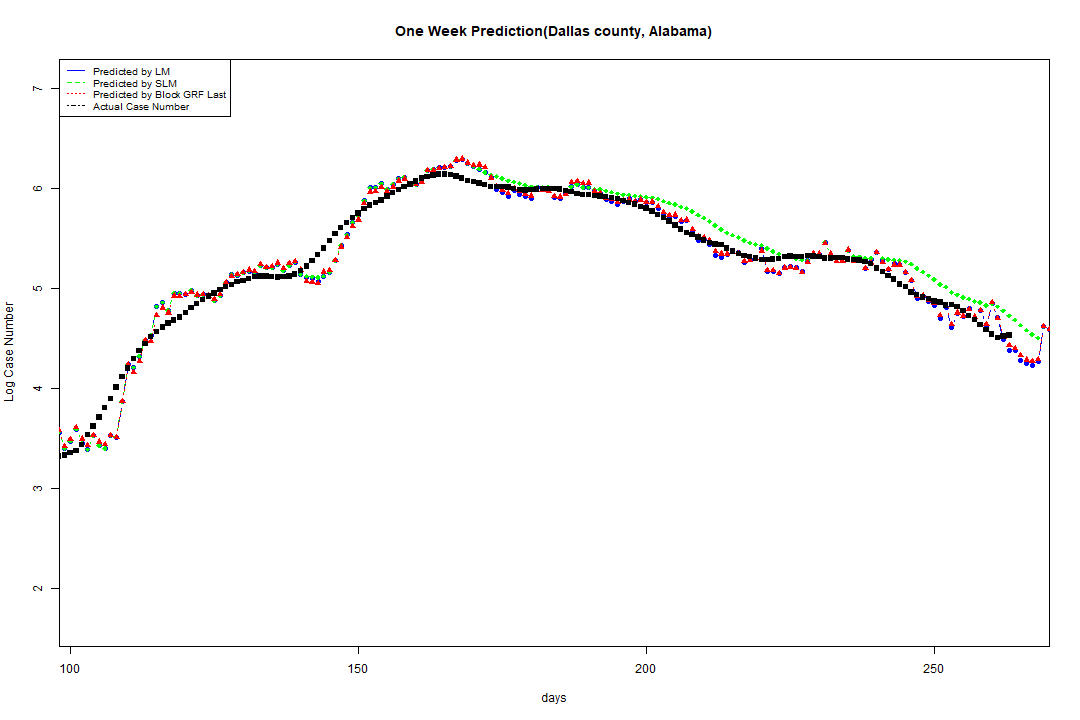 One Week Prediction(Dallas county, Alabama)
Predicted by LM
Predicted by SLM
Predicted by Block GRF Last
Actual Case Number
7
6
5
4
3
2
Log Case Number
100 150 200 250
days